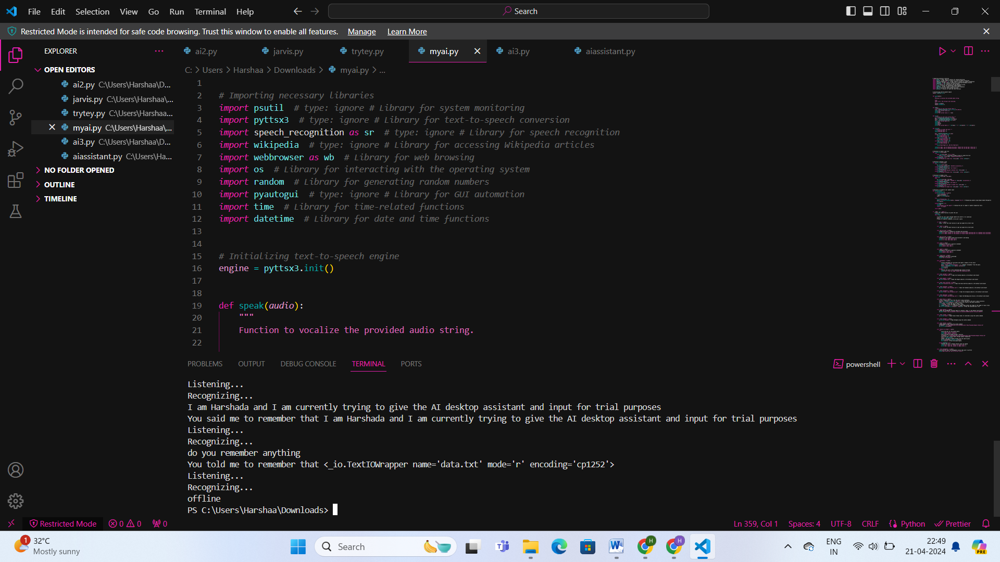 File Edit Selection View Go Run Terminal Help
Search
Restricted Mode is intended for safe code browsing. Trust this window to enable all features. Manage Learn More
EXPLORER
ai2.py jarvis.py trytey.py myai.py ai3.py aiassistant.py
OPEN EDITORS
C: > Users > Harshaa > Downloads > myai.py > ...
ai2.py C:\Users\Harshaa\D...
jarvis.py C:\Users\Harshaa\...
trytey.py C:\Users\Harshaa...
myai.py C:\Users\Harshaa\...
ai3.py C:\Users\Harshaa\D...
aiassistant.py C:\Users\Ha...
NO FOLDER OPENED
OUTLINE
TIMELINE
1
2 # Importing necessary libraries
3 import psutil # type: ignore # Library for system monitoring
4 import pyttsx3 # type: ignore # Library for text-to-speech conversion
5 import speech_recognition as sr # type: ignore # Library for speech recognition
6 import wikipedia # type: ignore # Library for accessing Wikipedia articles
7 import webbrowser as wb # Library for web browsing
8 import os # Library for interacting with the operating system
9 import random # Library for generating random numbers
10 import pyautogui # type: ignore # Library for GUI automation
11 import time # Library for time-related functions
12 import datetime # Library for date and time functions
13
14
15 # Initializing text-to-speech engine
16 engine = pyttsx3.init()
17
18
19 def speak(audio):
20 """
21 Function to vocalize the provided audio string.
22
PROBLEMS OUTPUT DEBUG CONSOLE TERMINAL PORTS
powershell
Listening...
Recognizing...
I am Harshada and I am currently trying to give the AI desktop assistant and input for trial purposes
You said me to remember that I am Harshada and I am currently trying to give the AI desktop assistant and input for trial purposes
Listening...
Recognizing...
do you remember anything
You told me to remember that <_io.TextIOWrapper name='data.txt' mode='r' encoding='cp1252'>
Listening...
Recognizing...
offline
PS C:\Users\Harshaa\Downloads>
Restricted Mode 0 0 0
Ln 359, Col 1 Spaces: 4 UTF-8 CRLF Python Prettier
1
32°C
Mostly sunny
Search
H
H
ENG
IN
22:49
21-04-2024
PRE